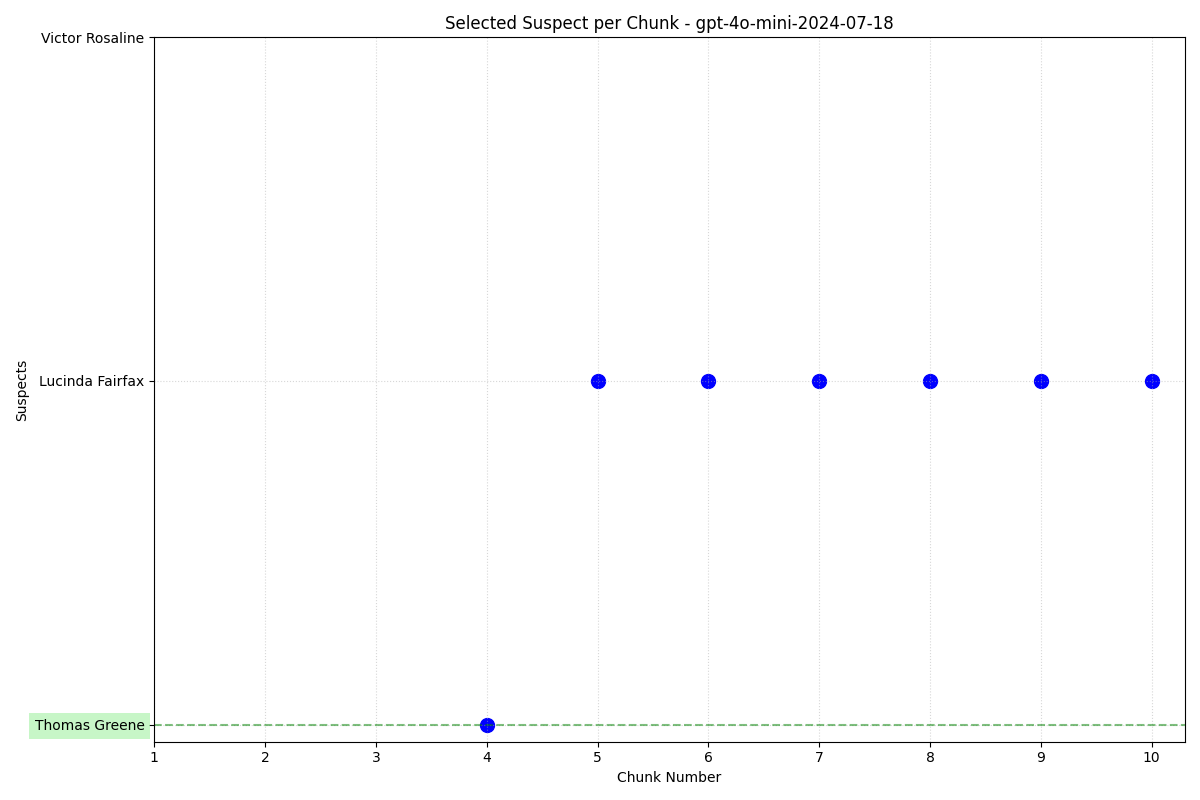 Selected Suspect per Chunk - gpt-4o-mini-2024-07-18
Victor Rosaline
Lucinda Fairfax
Thomas Greene
Suspects
1 2 3 4 5 6 7 8 9 10
Chunk Number